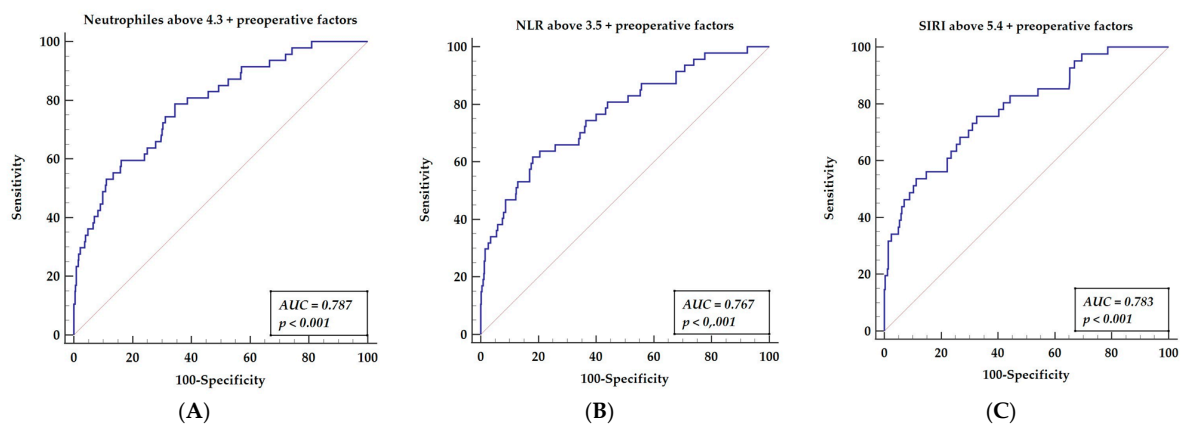 Neutrophiles above 4.3 + preoperative factors
100
80
60
40
20
0
Sensitivity
AUC = 0.787
p < 0.001
0 20 40 60 80 100
100-Specificity
(A)
NLR above 3.5 + preoperative factors
100
80
60
40
20
0
Sensitivity
AUC = 0.767
p < 0,.001
0 20 40 60 80 100
100-Specificity
(B)
SIRI above 5.4 + preoperative factors
100
80
60
40
20
0
Sensitivity
AUC = 0.783
p < 0.001
0 20 40 60 80 100
100-Specificity
(C)